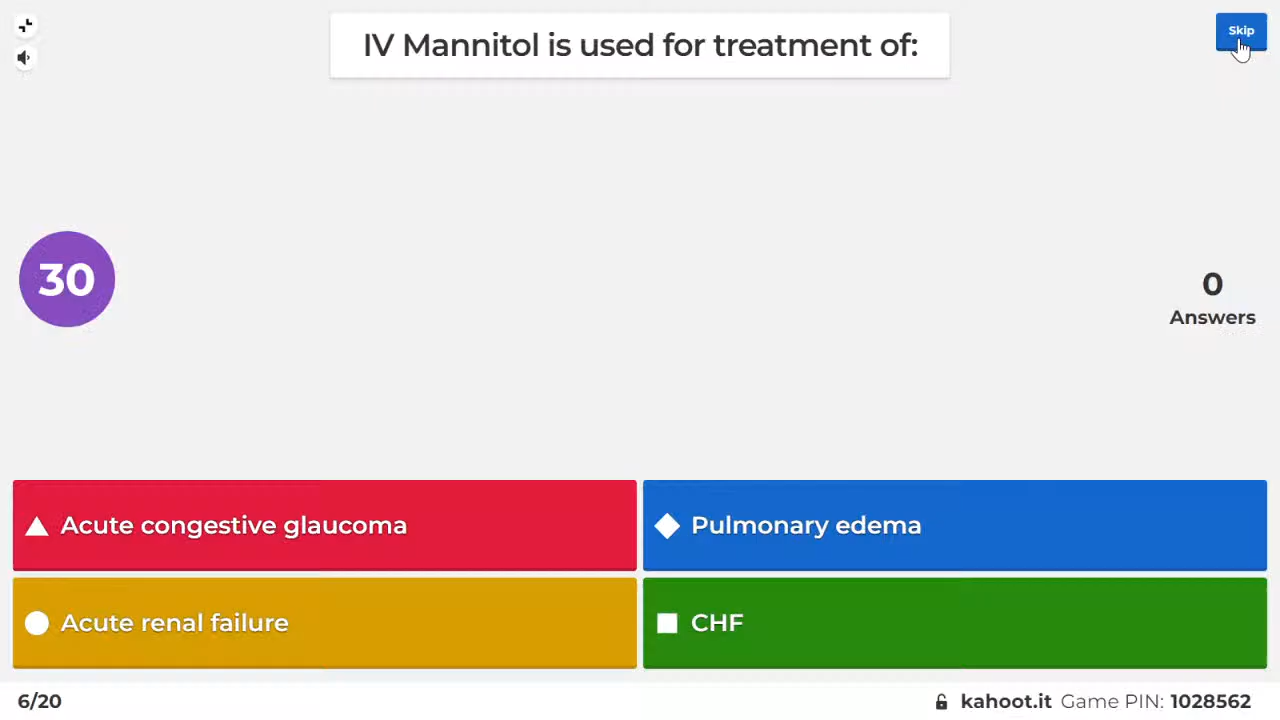 IV Mannitol is used for treatment of:
Skip
30
0
Answers
Acute congestive glaucoma
Pulmonary edema
Acute renal failure
CHF
6/20
kahoot.it Game PIN: 1028562